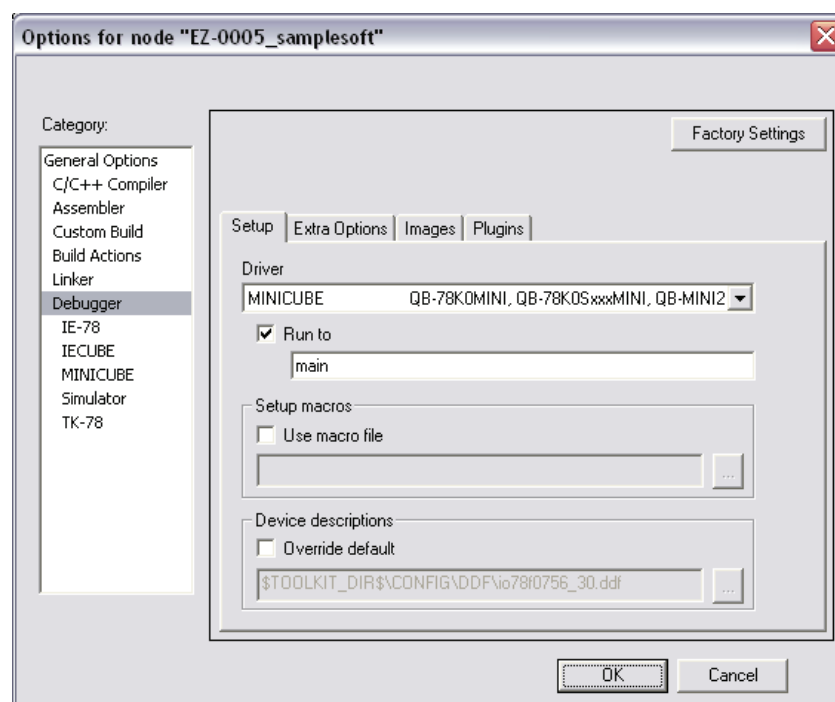 Options for node "EZ-0005_samplesoft"
Category:
Factory Settings
General Options
C/C++ Compiler
Assembler
Custom Build
Build Actions
Linker
Debugger
IE-78
IECUBE
MINICUBE
Simulator
TK-78
Setup Extra Options Images Plugins
Driver
MINICUBE QB-78K0MINI, QB-78K0SxxxMINI, QB-MINI2
Run to
main
Setup macros
Use macro file
...
Device descriptions
Override default
$TOOLKIT_DIR$\CONFIG\DDF\io78f0756_30.ddf
...
OK Cancel